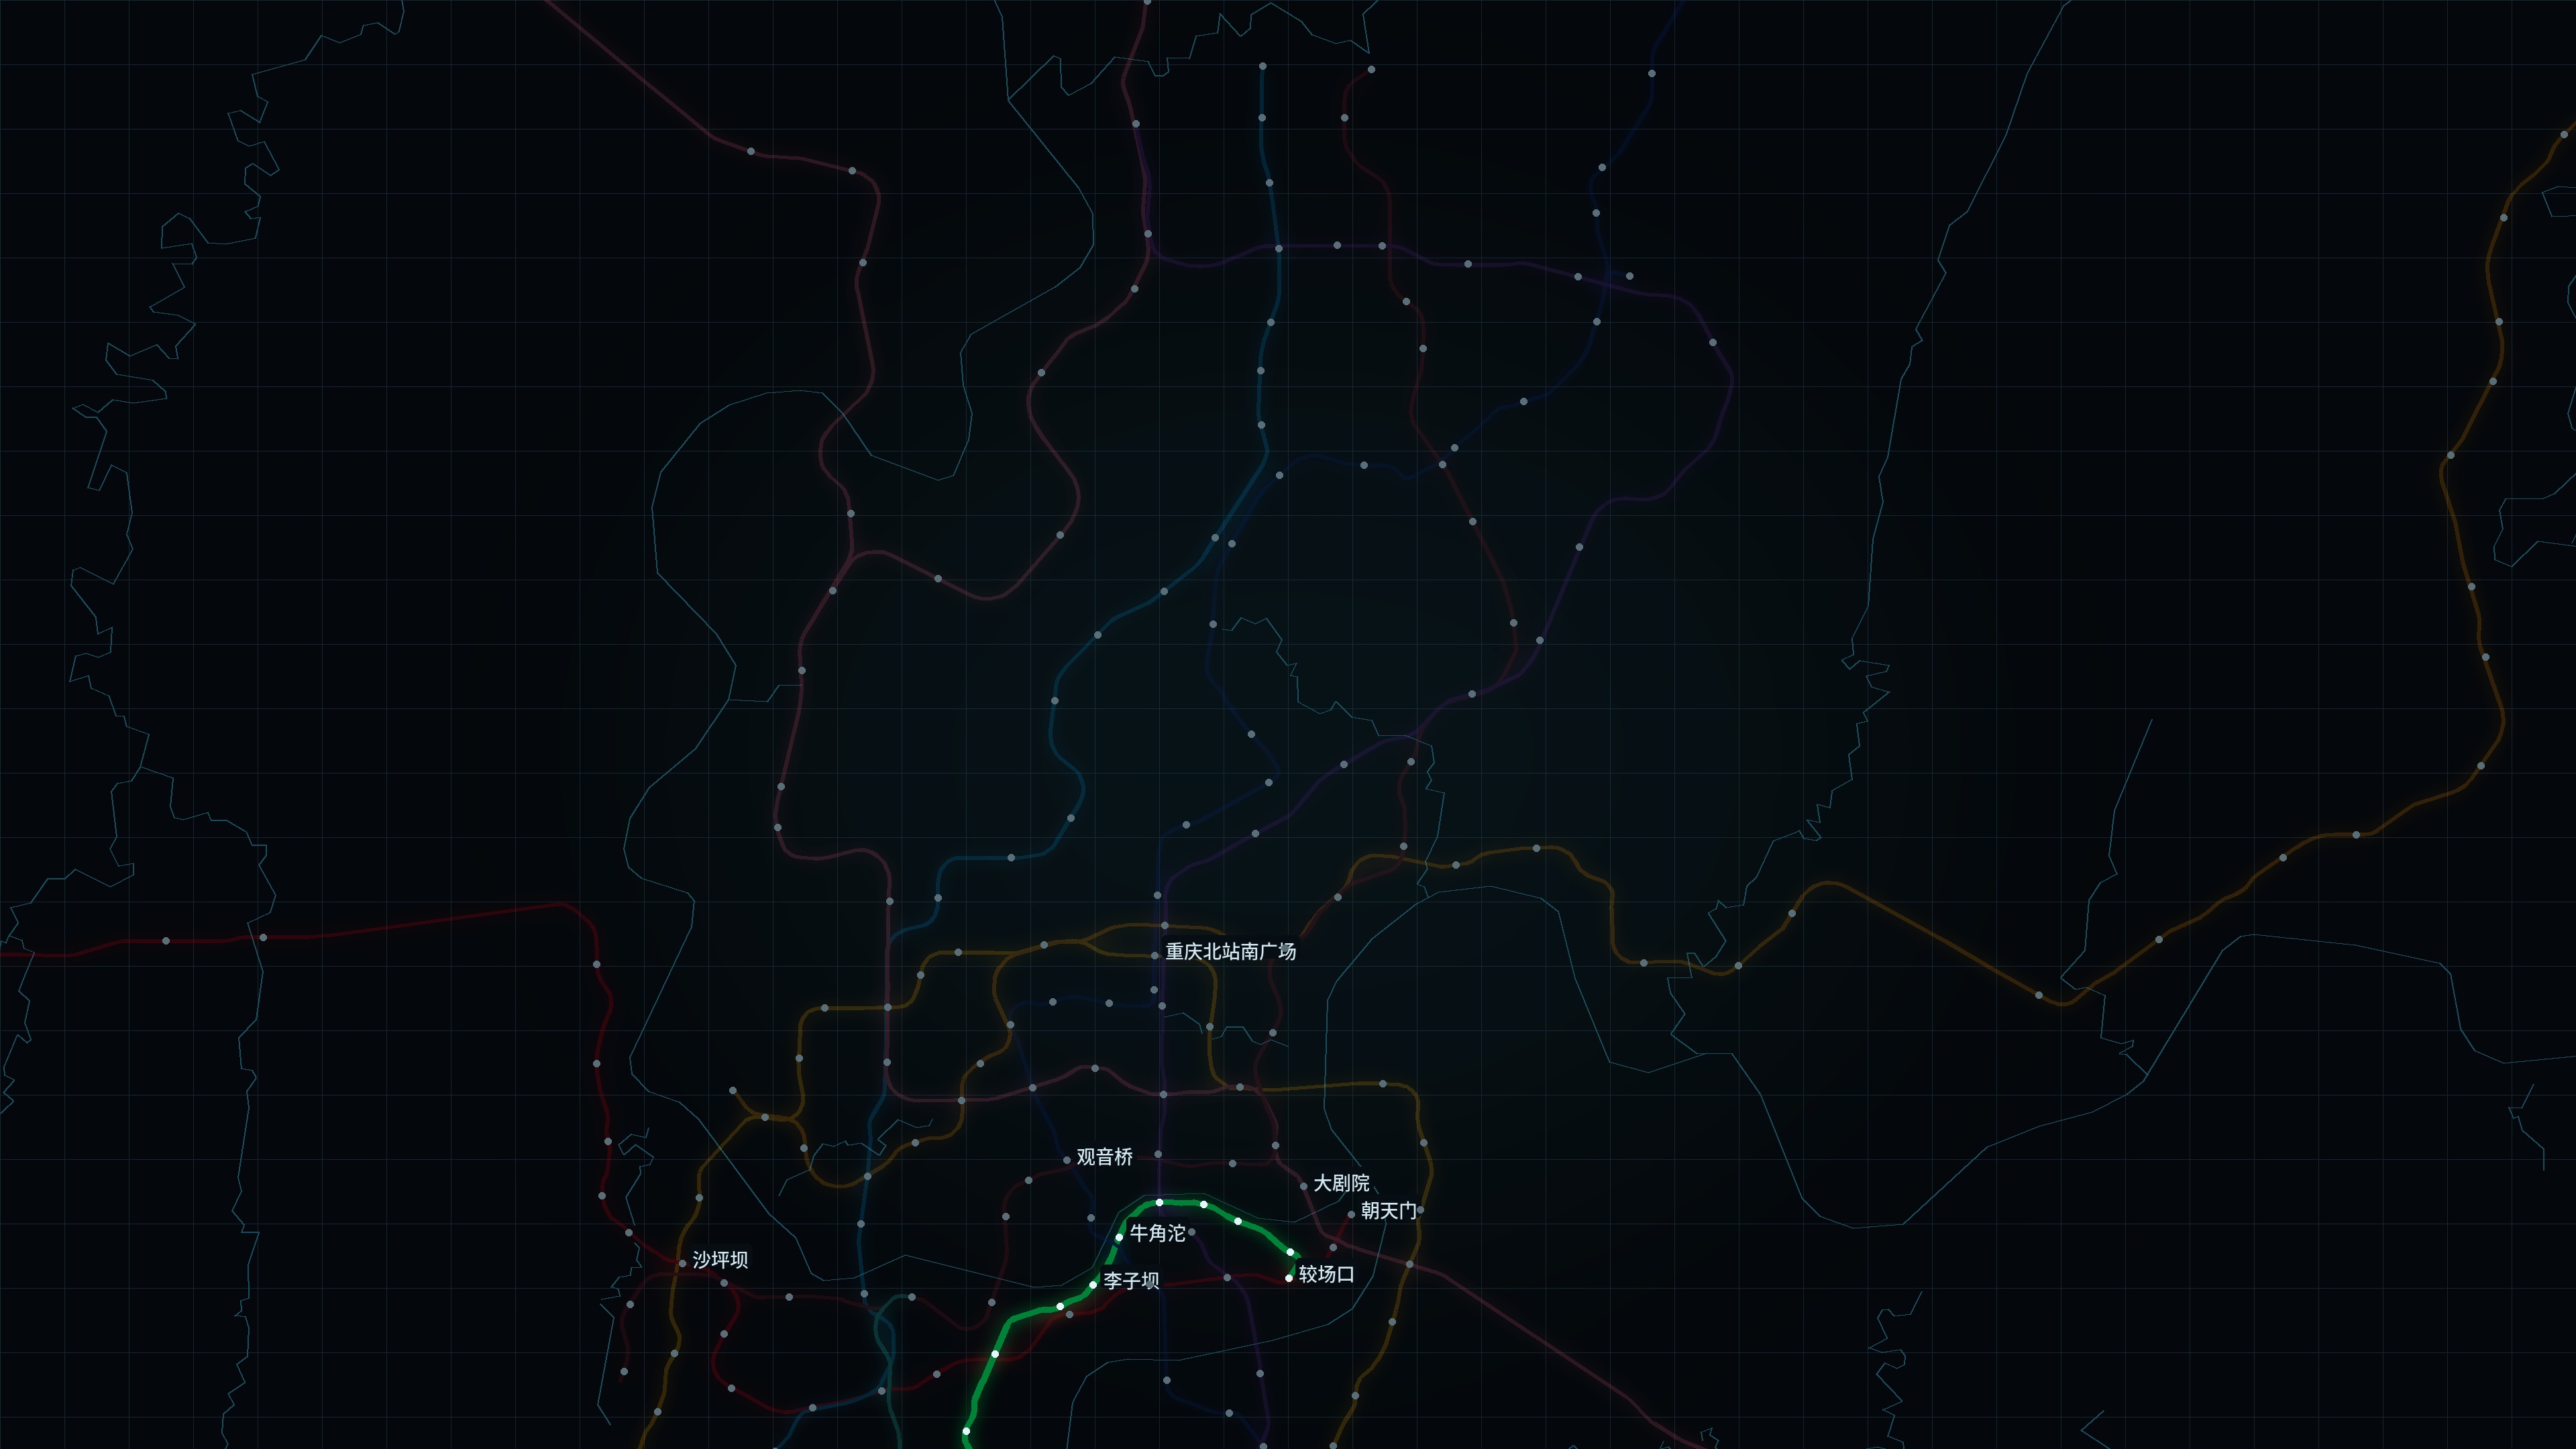 重庆北站南广场
观音桥
大剧院
朝天门
牛角沱
沙坪坝
较场口
李子坝